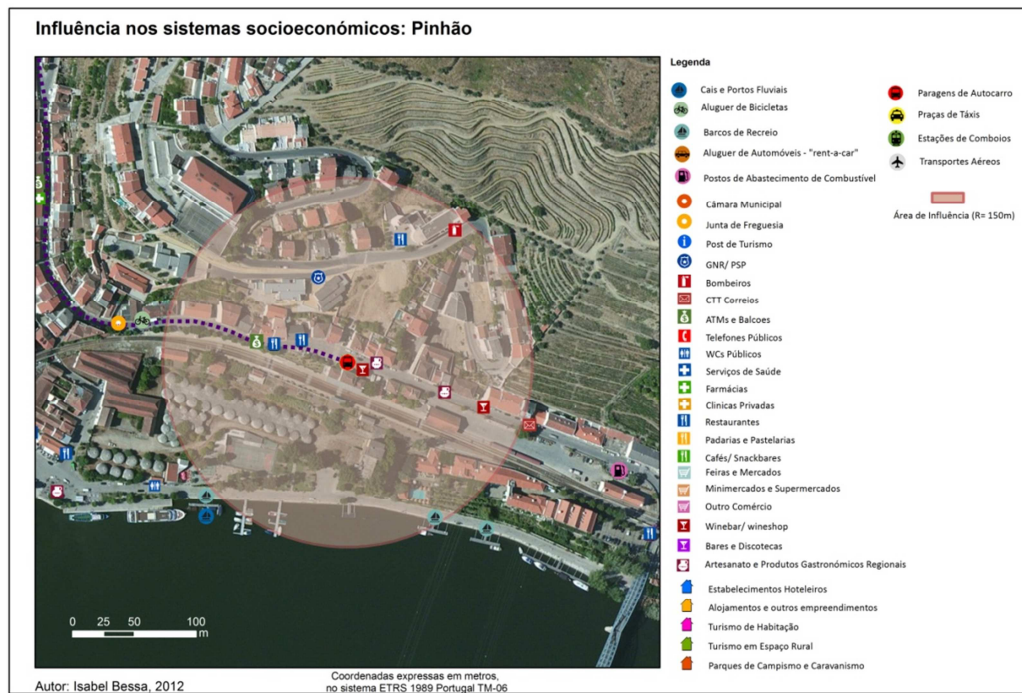 Influência nos sistemas socioeconómicos: Pinhão
Legenda
Cais e Portos Fluviais
Aluguer de Bicicletas
Barcos de Recreio
Aluguer de Automóveis - "rent-a-car"
Postos de Abastecimento de Combustível
Câmara Municipal
Junta de Freguesia
Post de Turismo
GNR/ PSP
Bombeiros
CTT Correios
ATMs e Balcoes
Telefones Públicos
WCs Públicos
Serviços de Saúde
Farmácias
Clinicas Privadas
Restaurantes
Padarias e Pastelarias
Cafés/ Snackbares
Feiras e Mercados
Minimercados e Supermercados
Outro Comércio
Winebar/ wineshop
Bares e Discotecas
Artesanato e Produtos Gastronómicos Regionais
Estabelecimentos Hoteleiros
Alojamentos e outros empreendimentos
Turismo de Habitação
Turismo em Espaço Rural
Parques de Campismo e Caravanismo
Paragens de Autocarro
Praças de Táxis
Estações de Comboios
Transportes Aéreos
Área de Influência (R= 150m)
0 25 50 100
m
Autor: Isabel Bessa, 2012
Coordenadas expressas em metros,
no sistema ETRS 1989 Portugal TM-06